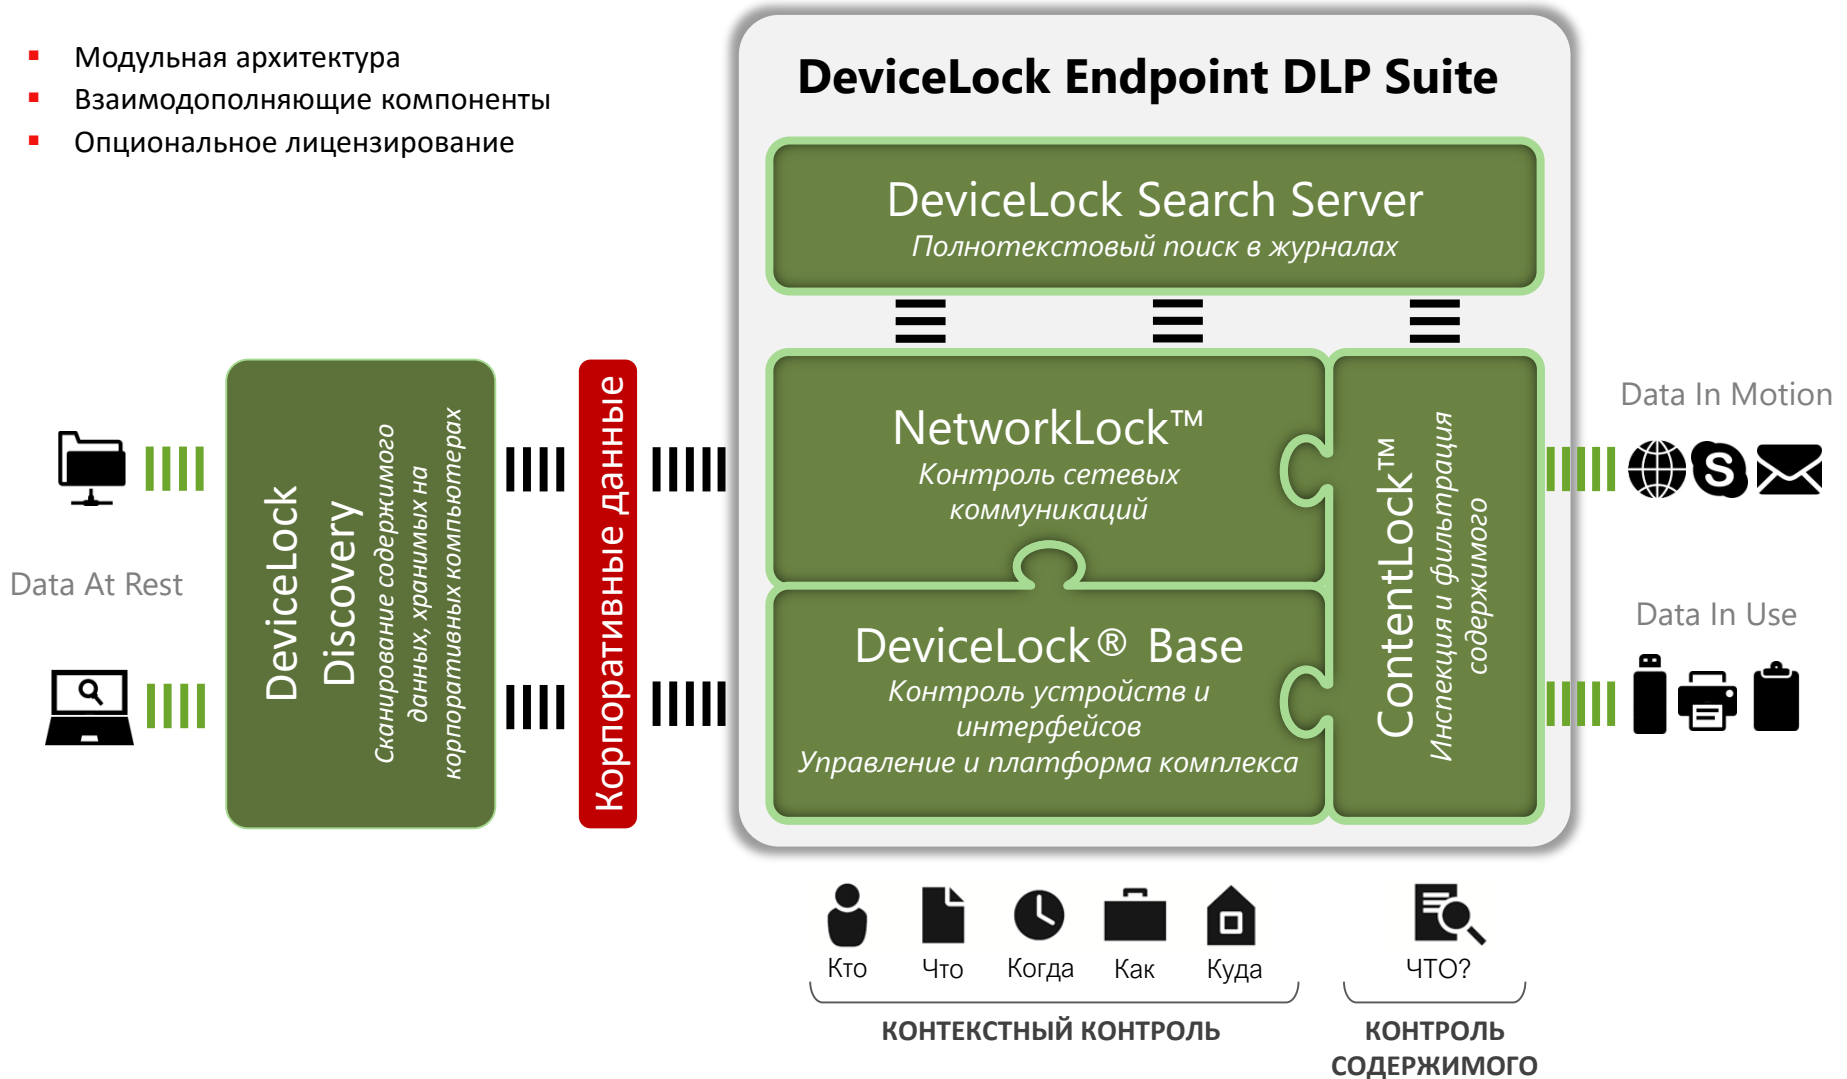 Модульная архитектура
Взаимодополняющие компоненты
Опциональное лицензирование
DeviceLock Endpoint DLP Suite
DeviceLock Search Server
Полнотекстовый поиск в журналах
Data At Rest
DeviceLock
Discovery
Сканирование содержимого
данных, хранимых на
корпоративных компьютерах
Корпоративные данные
NetworkLock™
Контроль сетевых
коммуникаций
DeviceLock® Base
Контроль устройств и
интерфейсов
Управление и платформа комплекса
ContentLock™
Инспекция и фильтрация
содержимого
Data In Motion
S
Data In Use
Кто
Что
Когда
Как
Куда
ЧТО?
КОНТЕКСТНЫЙ КОНТРОЛЬ
КОНТРОЛЬ
СОДЕРЖИМОГО